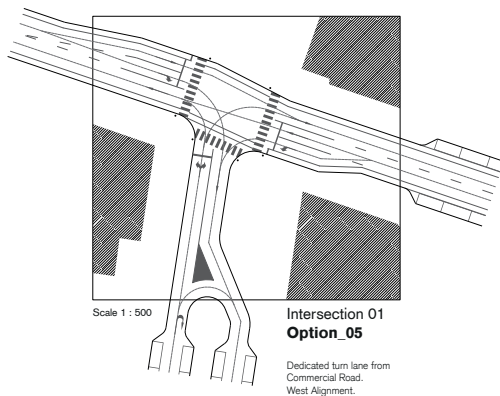 Scale 1 : 500
Intersection 01
Option_05
Dedicated turn lane from
Commercial Road.
West Alignment.